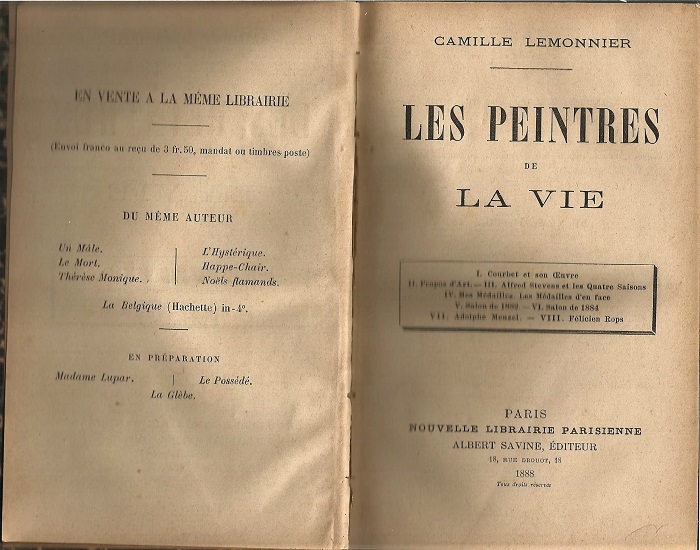 EN VENTE A LA MÊME LIBRAIRIE
(Envoi franco au reçu de 3 fr. 50, mandat ou timbres-poste)
DU MÊME AUTEUR
Un Mâle.
Le Mort.
Thérèse Monique.
L'Hystérique.
Happe-Chair.
Noëls flamands.
La Belgique (Hachette) in-4°.
EN PRÉPARATION
Madame Lupar.
Le Possédé.
La Glèbe.
CAMILLE LEMONNIER
LES PEINTRES
DE
LA VIE
I. Courbet et son Œuvre
II. Propos d'Art. — III. Alfred Stevens et les Quatre Saisons
IV. Mes Médailles. Les Médailles d'en face
V. Salon de 1882 — VI. Salon de 1884
VII. Adolphe Menzel. — VIII. Félicien Rops
PARIS
NOUVELLE LIBRAIRIE PARISIENNE
ALBERT SAVINE, ÉDITEUR
18, RUE DROUOT, 18
1888
Tous droits réservés